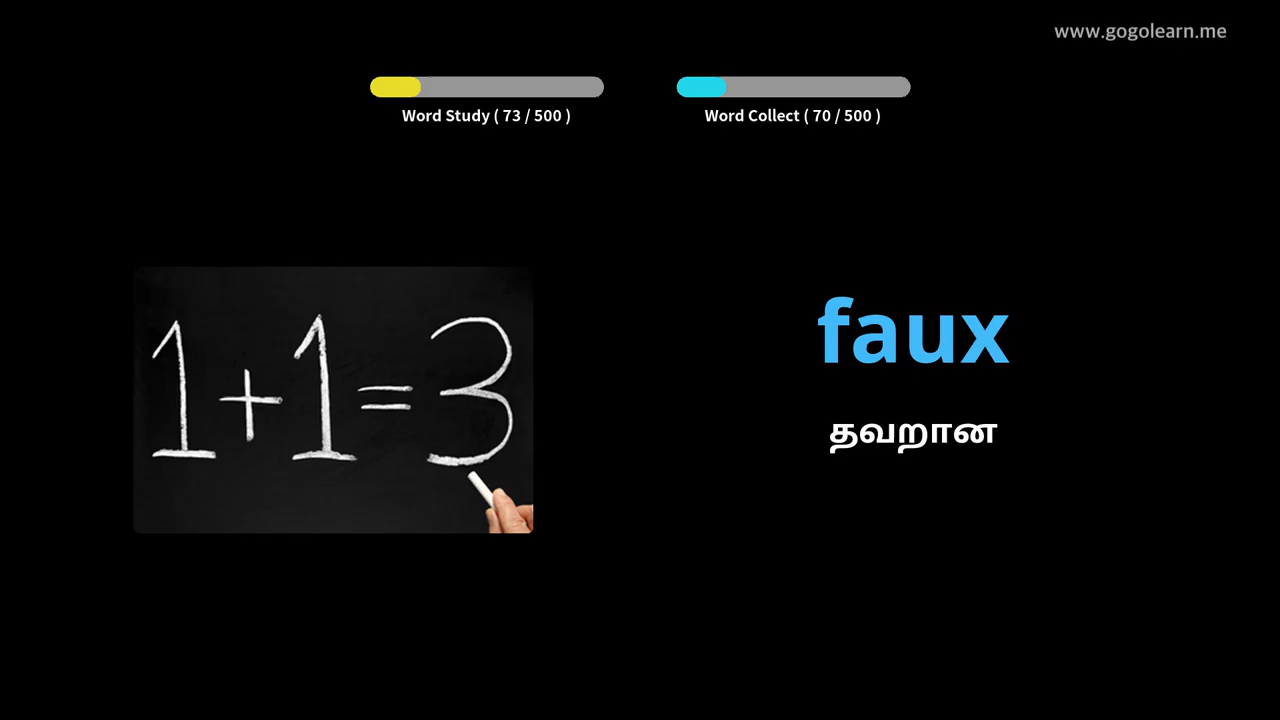 www.gogolearn.me
Word Study ( 73 / 500 )
Word Collect ( 70 / 500 )
1+1=3
faux
தவறான